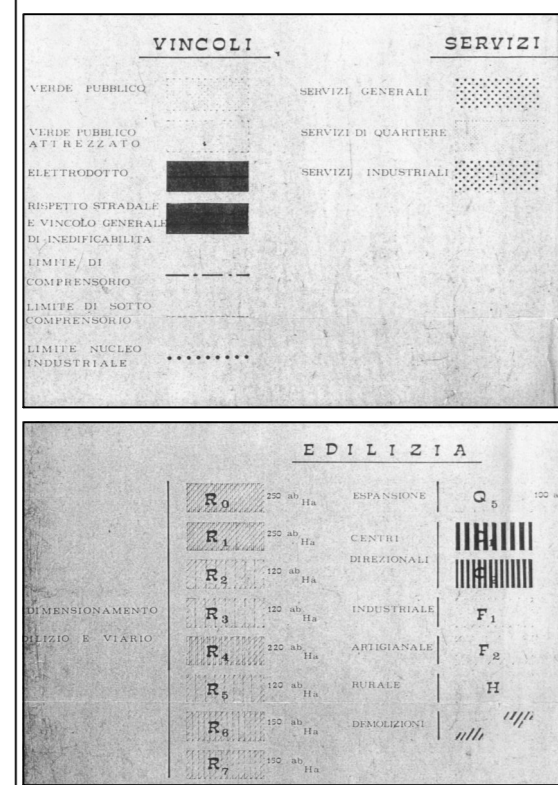 VINCOLI
VERDE PUBBLICO
VERDE PUBBLICO
ATTREZZATO
ELETTRODOTTO
RISPETTO STRADALE
E VINCOLO GENERALE
DI INEDIFICABILITA
LIMITE DI
COMPRENSORIO
LIMITE DI SOTTO
COMPRENSORIO
LIMITE NUCLEO
INDUSTRIALE
SERVIZI
SERVIZI GENERALI
SERVIZI DI QUARTIERE
SERVIZI INDUSTRIALI
EDILIZIA
DIMENSIONAMENTO
DILIZIO E VIARIO
R0 250 ab Ha
R1 250 ab Ha
R2 120 ab Ha
R3 120 ab Ha
R4 220 ab Ha
R5 120 ab Ha
R6 150 ab Ha
R7 150 ab Ha
ESPANSIONE Q5 100 a
CENTRI
DIREZIONALI
INDUSTRIALE F1
ARTIGIANALE F2
RURALE H
DEMOLIZIONI